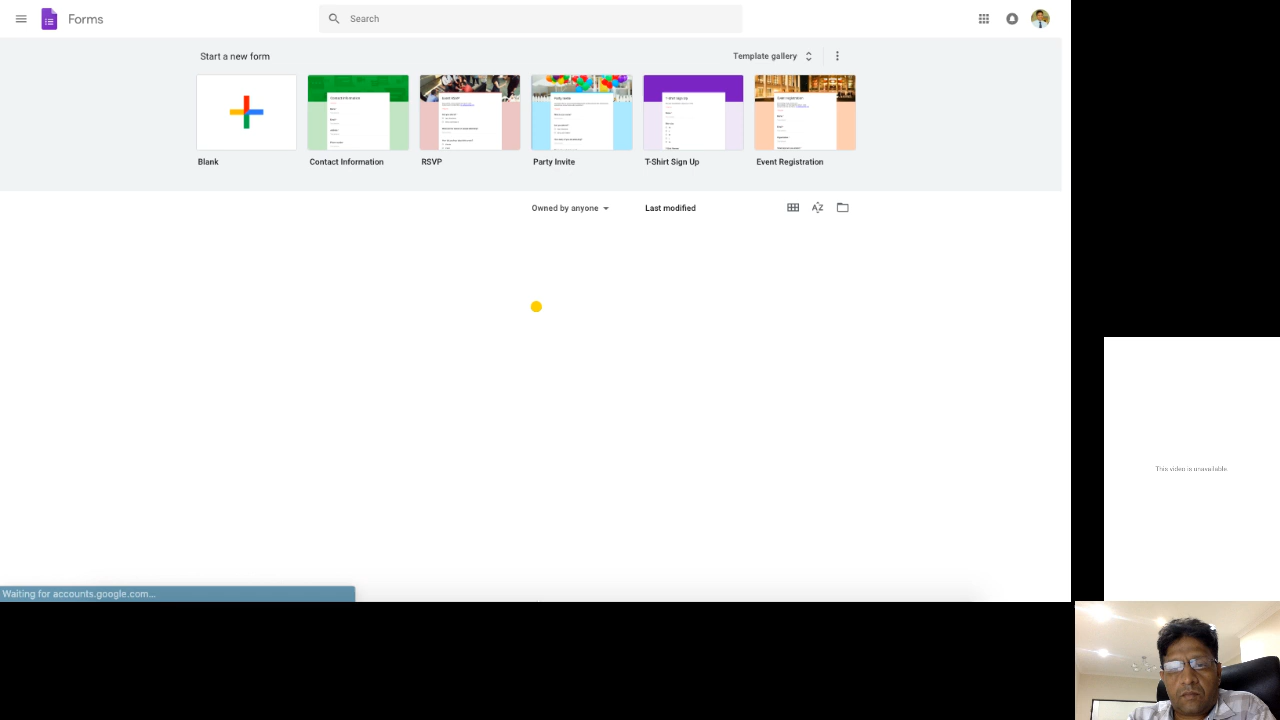 Forms
Search
Start a new form
Template gallery
Blank
Contact Information
RSVP
Party Invite
T-Shirt Sign Up
Event Registration
Owned by anyone
Last modified
AZ
This video is unavailable
Waiting for accounts.google.com...